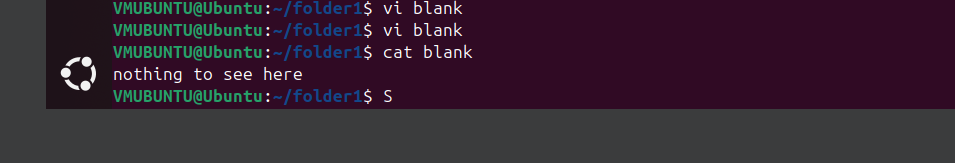 VMUBUNTU@Ubuntu:~/folder1$ vi blank
VMUBUNTU@Ubuntu:~/folder1$ vi blank
VMUBUNTU@Ubuntu:~/folder1$ cat blank
nothing to see here
VMUBUNTU@Ubuntu:~/folder1$ S